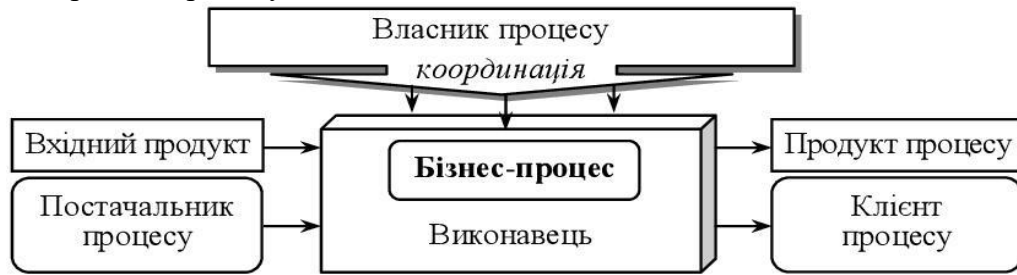 Власник процесу
координація
Вхідний продукт
Бізнес-процес
Продукт процесу
Постачальник
процесу
Виконавець
Клієнт
процесу